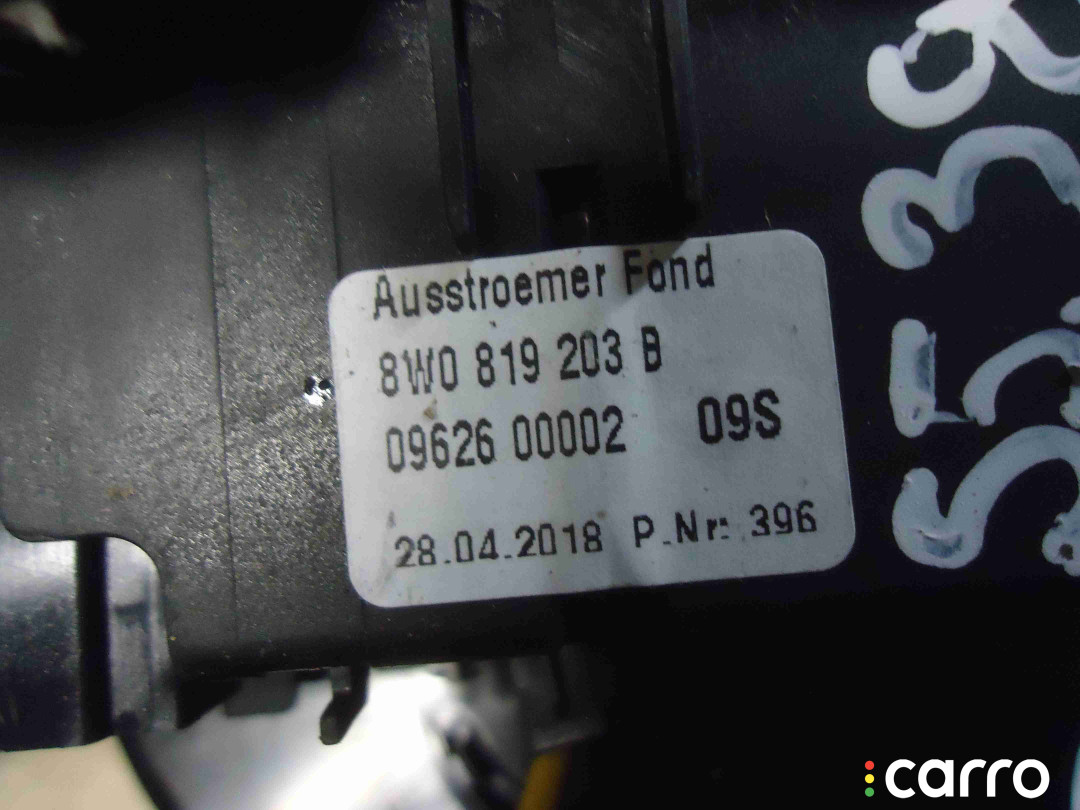 Ausstroemer Fond
8W0 819 203 B
09626 00002 09S
28.04.2018 P.Nr: 396
carro